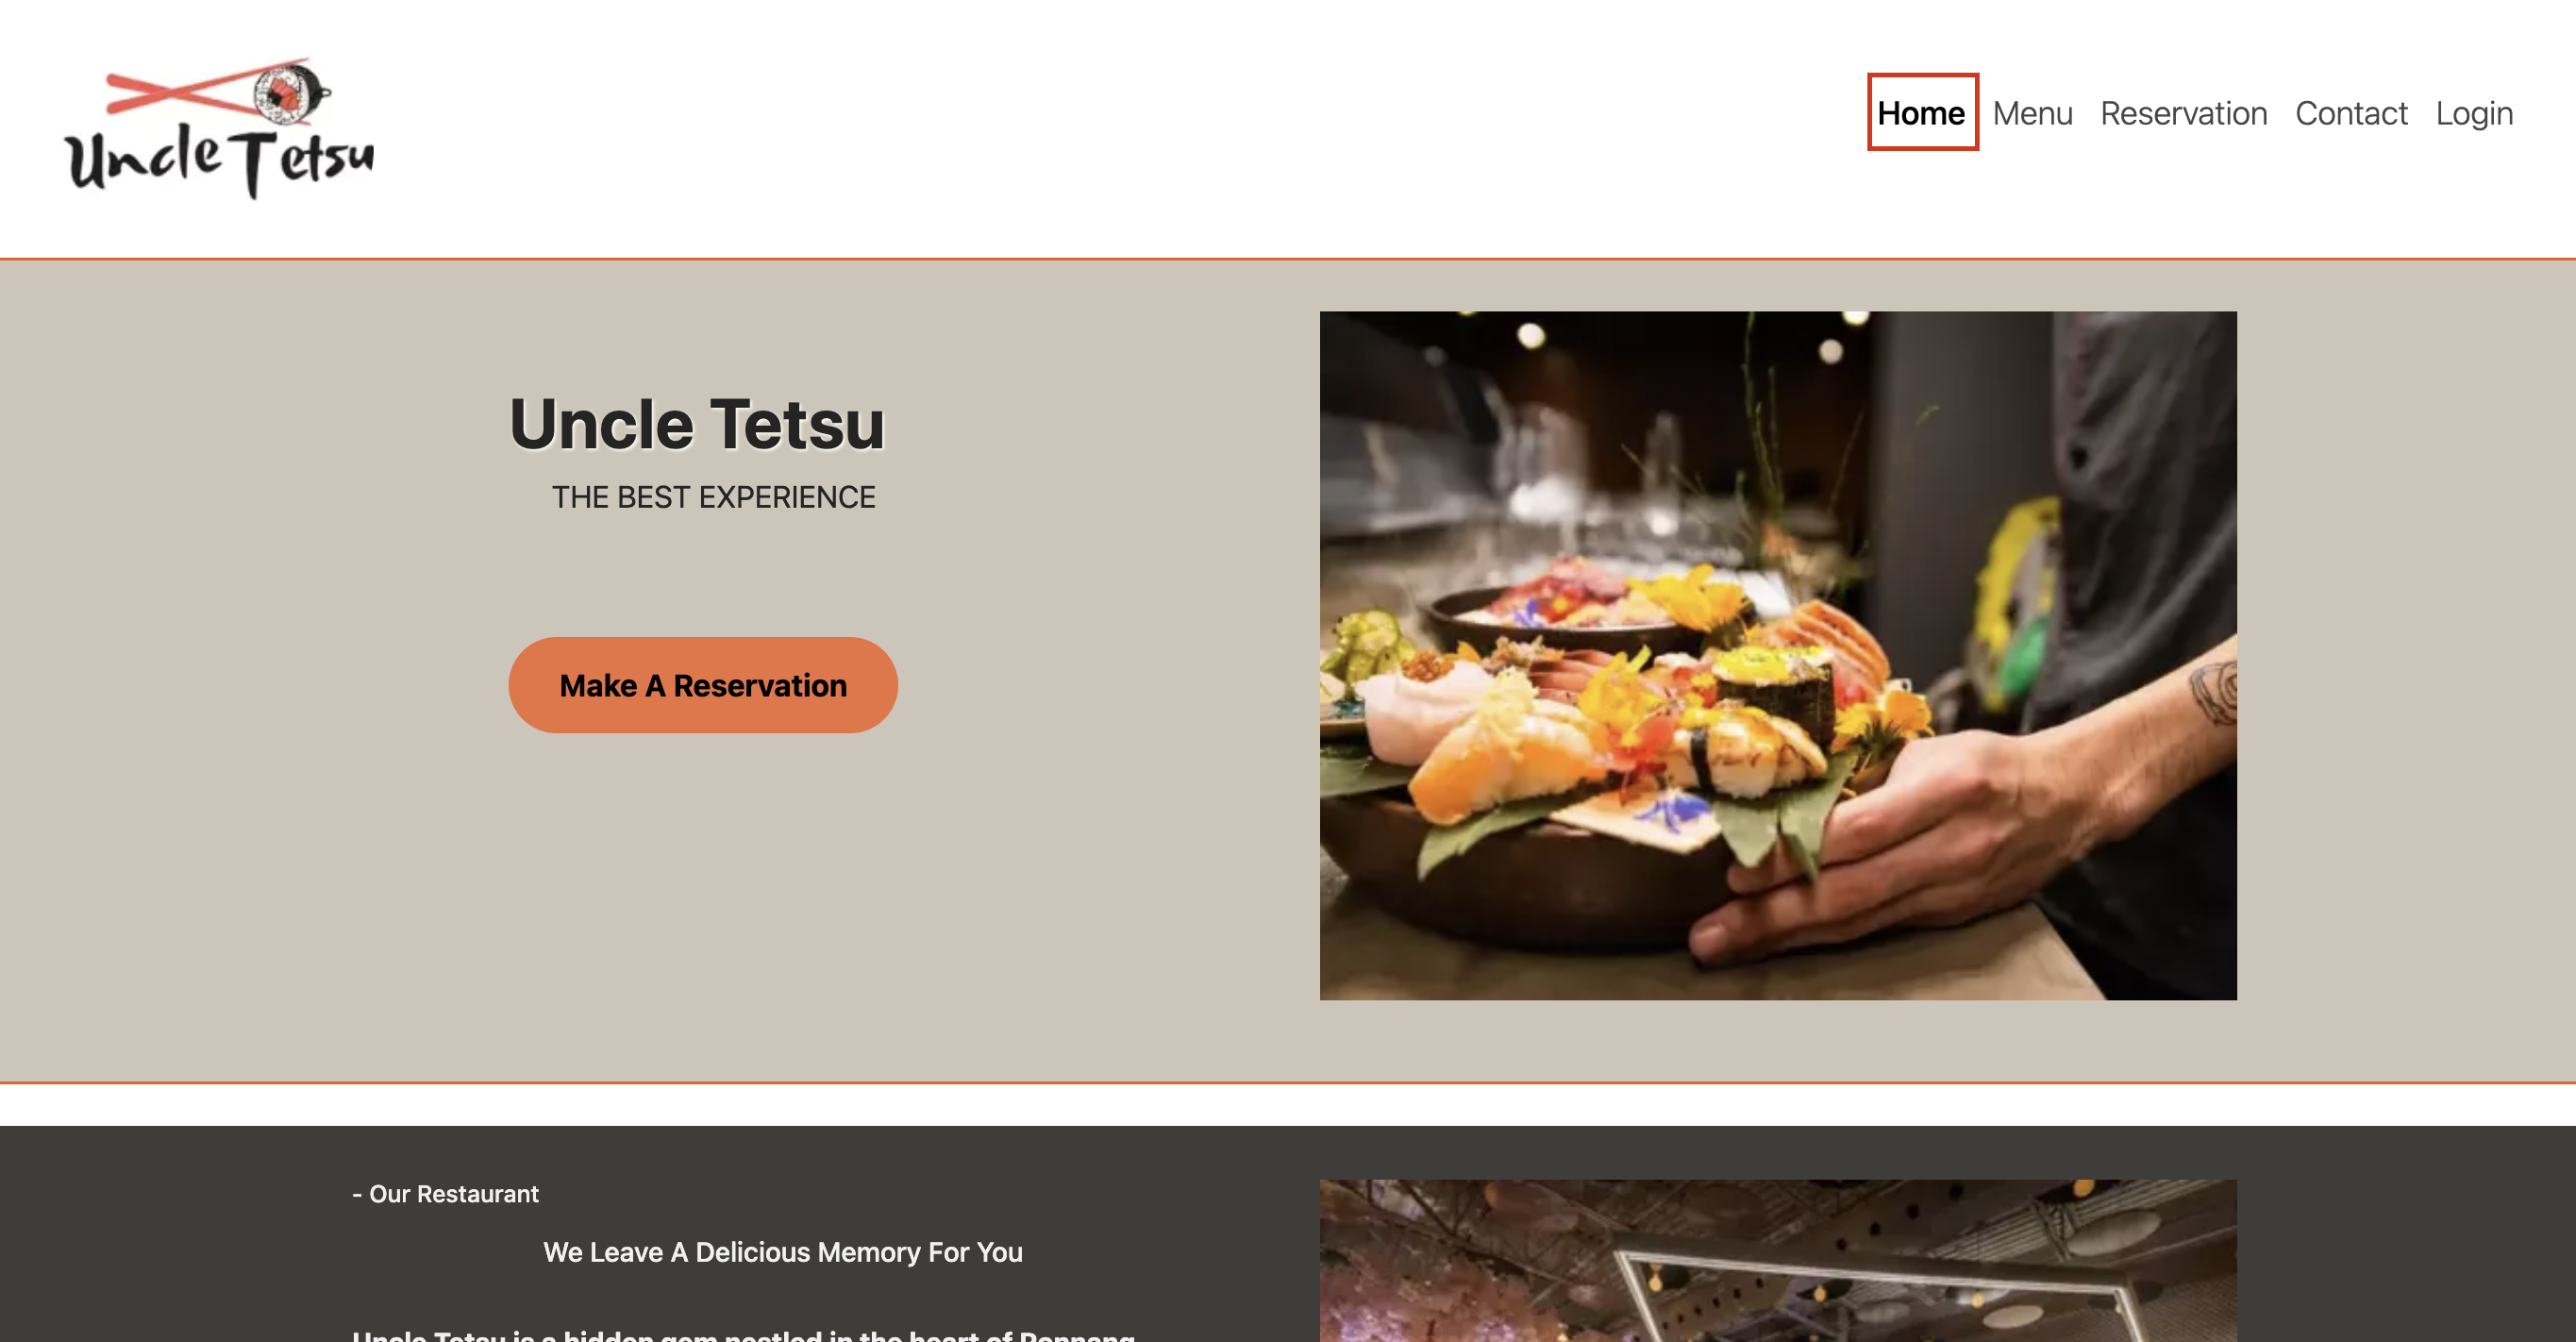 Uncle Tetsu
Home Menu Reservation Contact Login
Uncle Tetsu
THE BEST EXPERIENCE
Make A Reservation
- Our Restaurant
We Leave A Delicious Memory For You
Uncle Tetsu is a hidden gem nestled in the heart of